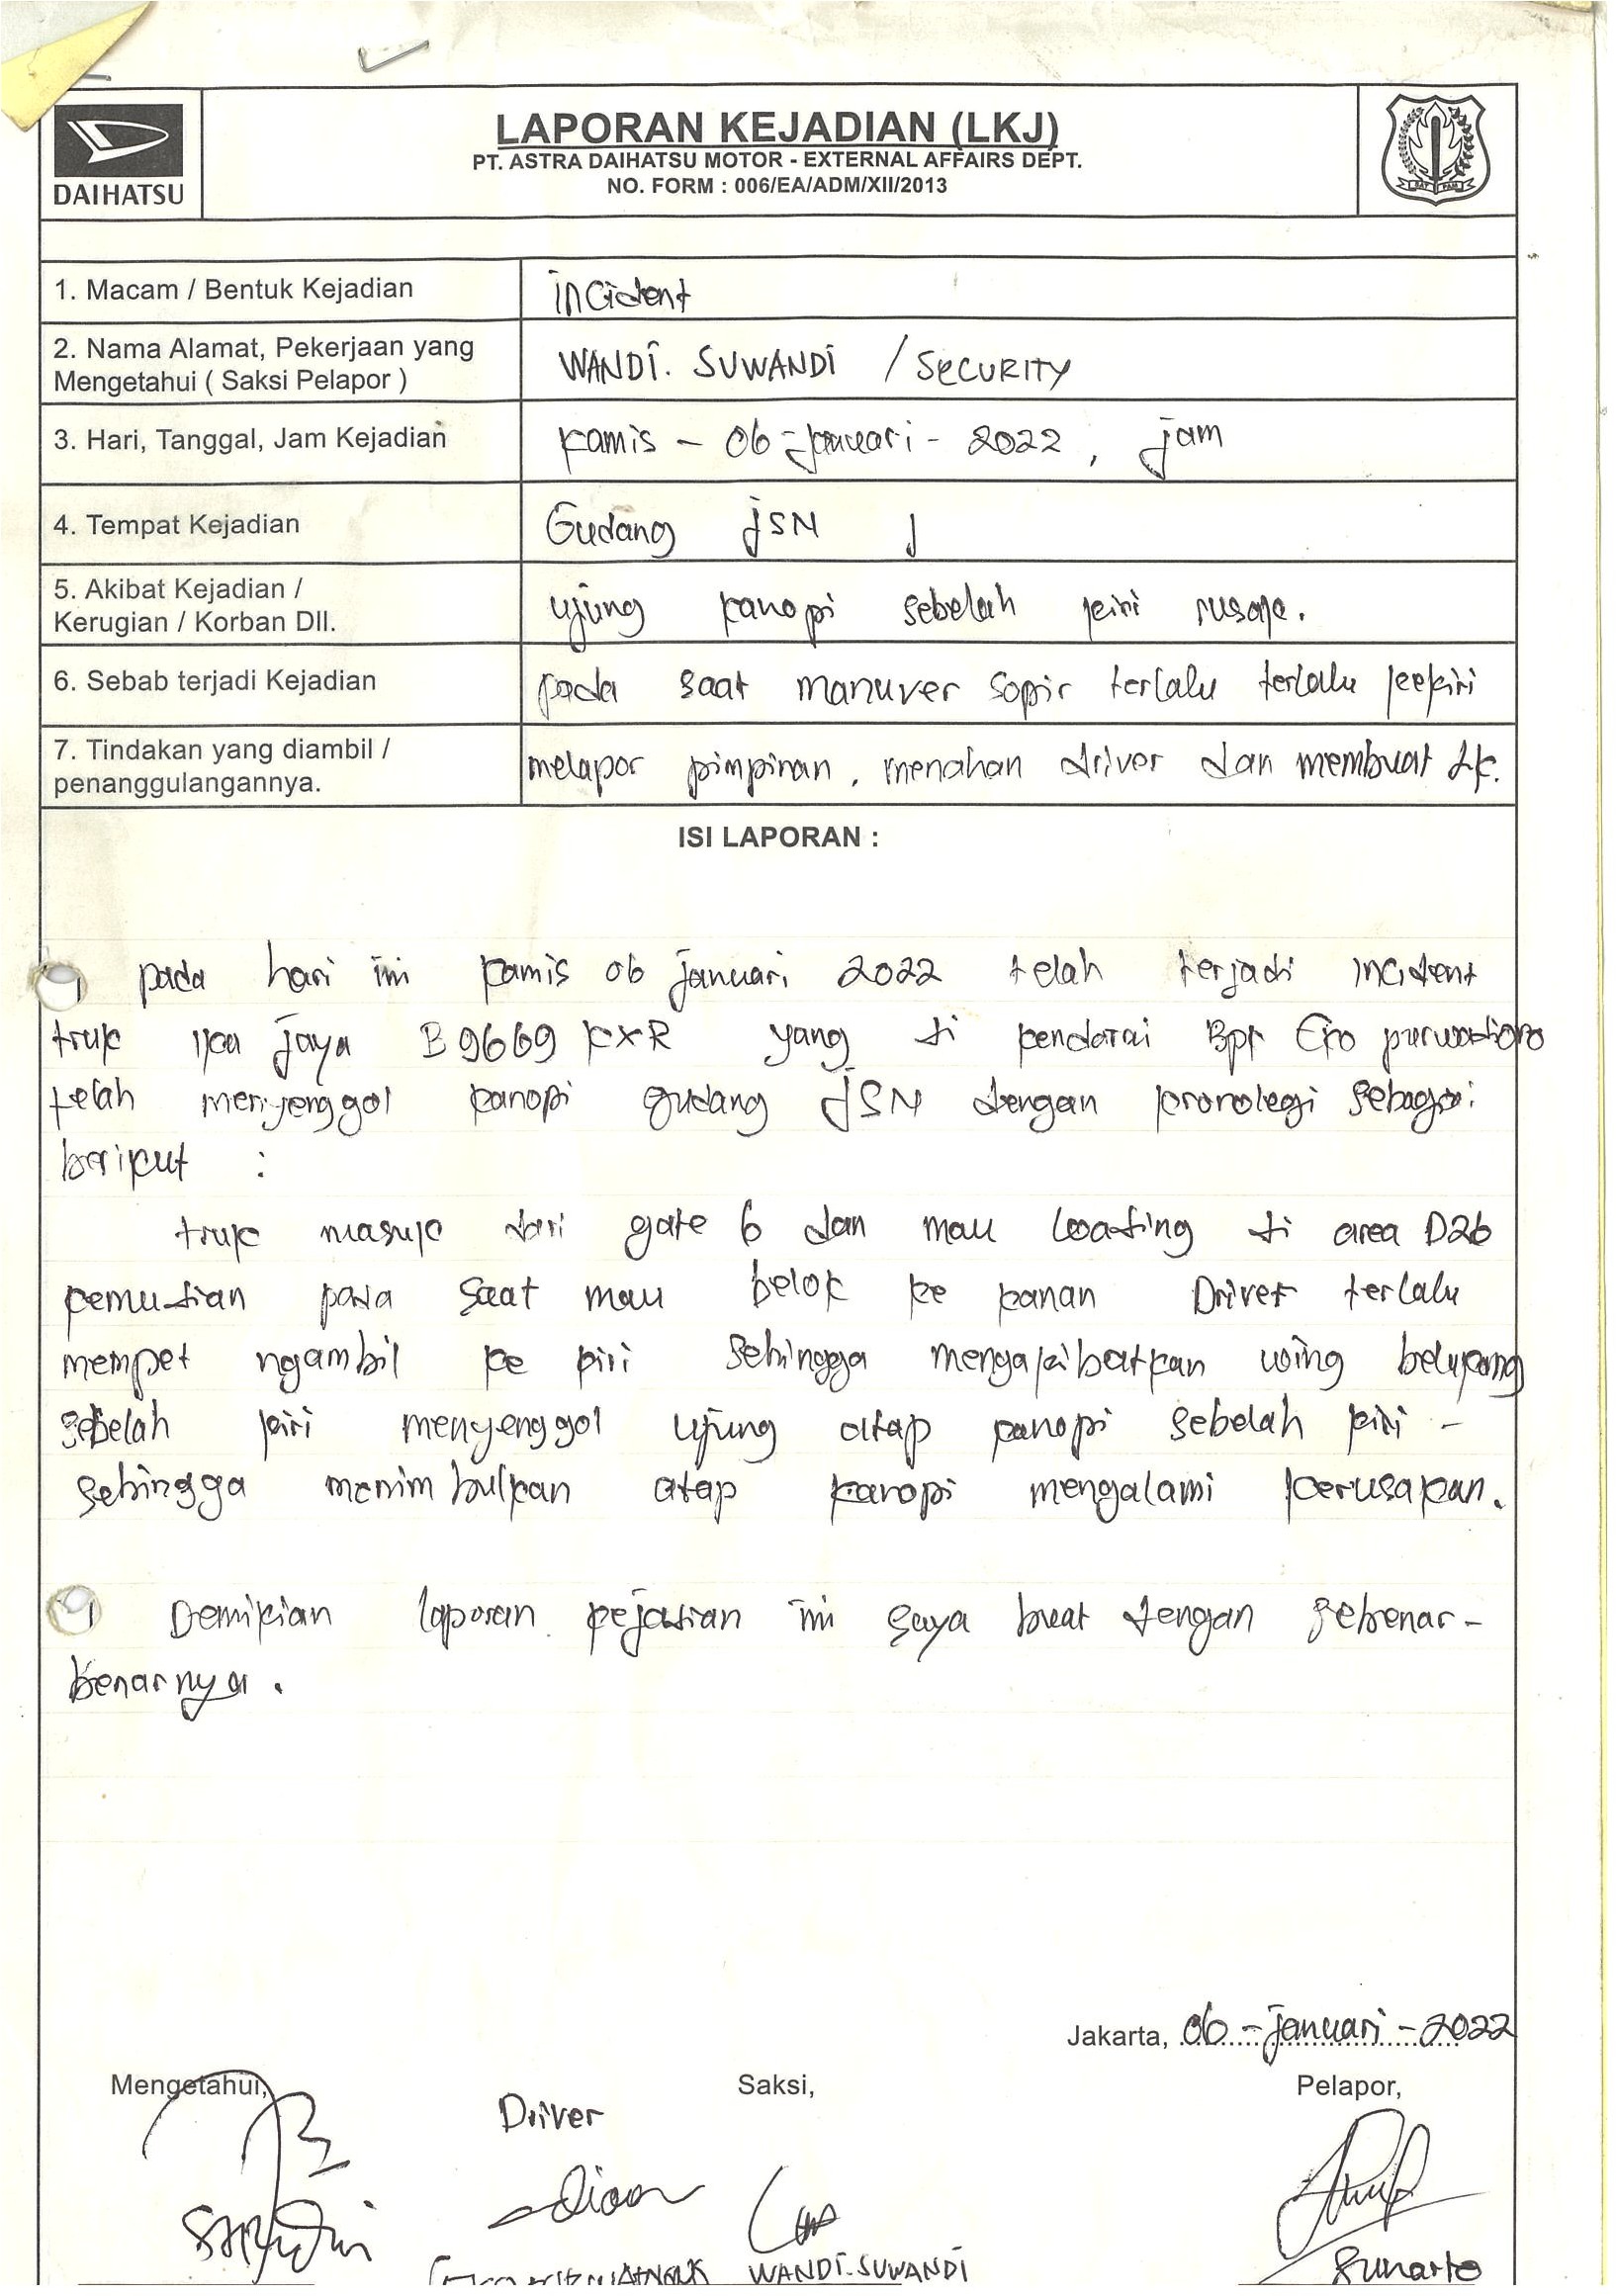 DAIHATSU
LAPORAN KEJADIAN (LKJ)
PT. ASTRA DAIHATSU MOTOR - EXTERNAL AFFAIRS DEPT.
NO. FORM : 006/EA/ADM/XII/2013
SAT PAM
1. Macam / Bentuk Kejadian
incident
2. Nama Alamat, Pekerjaan yang
Mengetahui ( Saksi Pelapor )
WANDI. SUWANDI / SECURITY
3. Hari, Tanggal, Jam Kejadian
kamis - 06 - januari - 2022 , jam
4. Tempat Kejadian
Gudang JSN
5. Akibat Kejadian /
Kerugian / Korban Dll.
ujung kanopi sebelah kiri rusak.
6. Sebab terjadi Kejadian
pada saat manuver sopir terlalu terlalu kekiri
7. Tindakan yang diambil /
penanggulangannya.
melapor pimpinan, menahan driver dan membuat LK.
ISI LAPORAN :
pada hari ini kamis 06 januari 2022 telah terjadi incident
truk ika jaya B 9669 KXR yang di kendarai Bpk Eko purwantoro
telah menyenggol kanopi gudang JSN dengan kronologi sebagai
berikut :
truk masuk dari gate 6 dan mau loading di area D26
kemudian pada saat mau belok ke kanan Driver terlalu
mempet ngambil ke kiri sehingga mengakibatkan wing belakang
sebelah kiri menyenggol ujung atap kanopi sebelah kiri -
sehingga menimbulkan atap kanopi mengalami kerusakan.
Demikian laporan kejadian ini saya buat dengan sebenar-
benarnya.
Jakarta, 06 - januari - 2022
Mengetahui,
Driver
Saksi,
Pelapor,
WANDI.SUWANDI
Sunarto